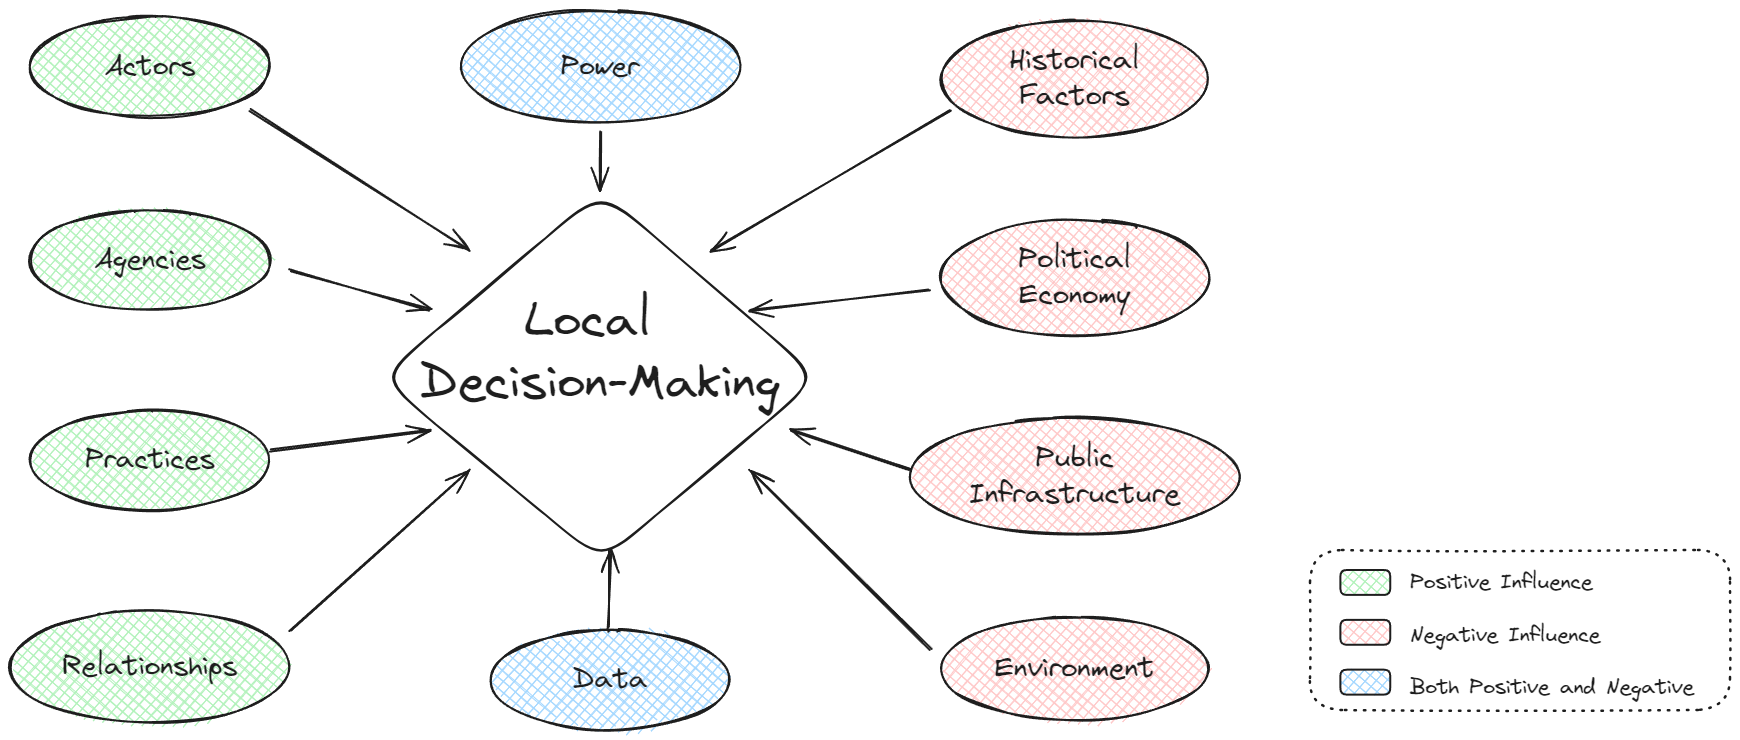 Actors
Power
Historical
Factors
Agencies
Political
Economy
Local
Decision-Making
Practices
Public
Infrastructure
Relationships
Data
Environment
Positive Influence
Negative Influence
Both Positive and Negative